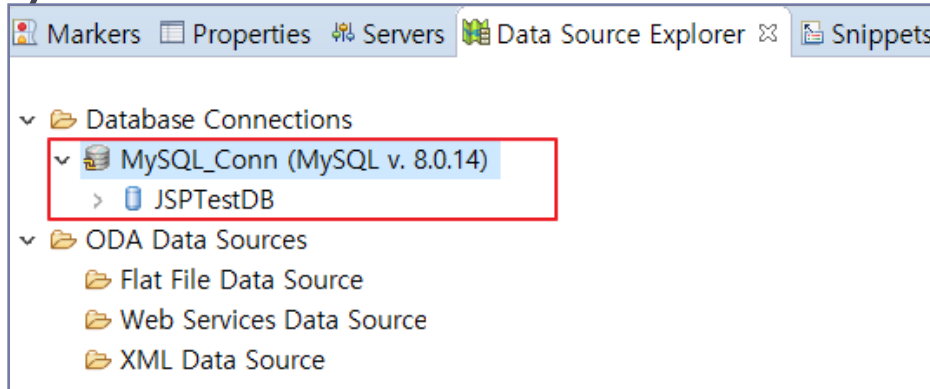 Markers Properties Servers Data Source Explorer Snippets
Database Connections
MySQL_Conn (MySQL v. 8.0.14)
JSPTestDB
ODA Data Sources
Flat File Data Source
Web Services Data Source
XML Data Source